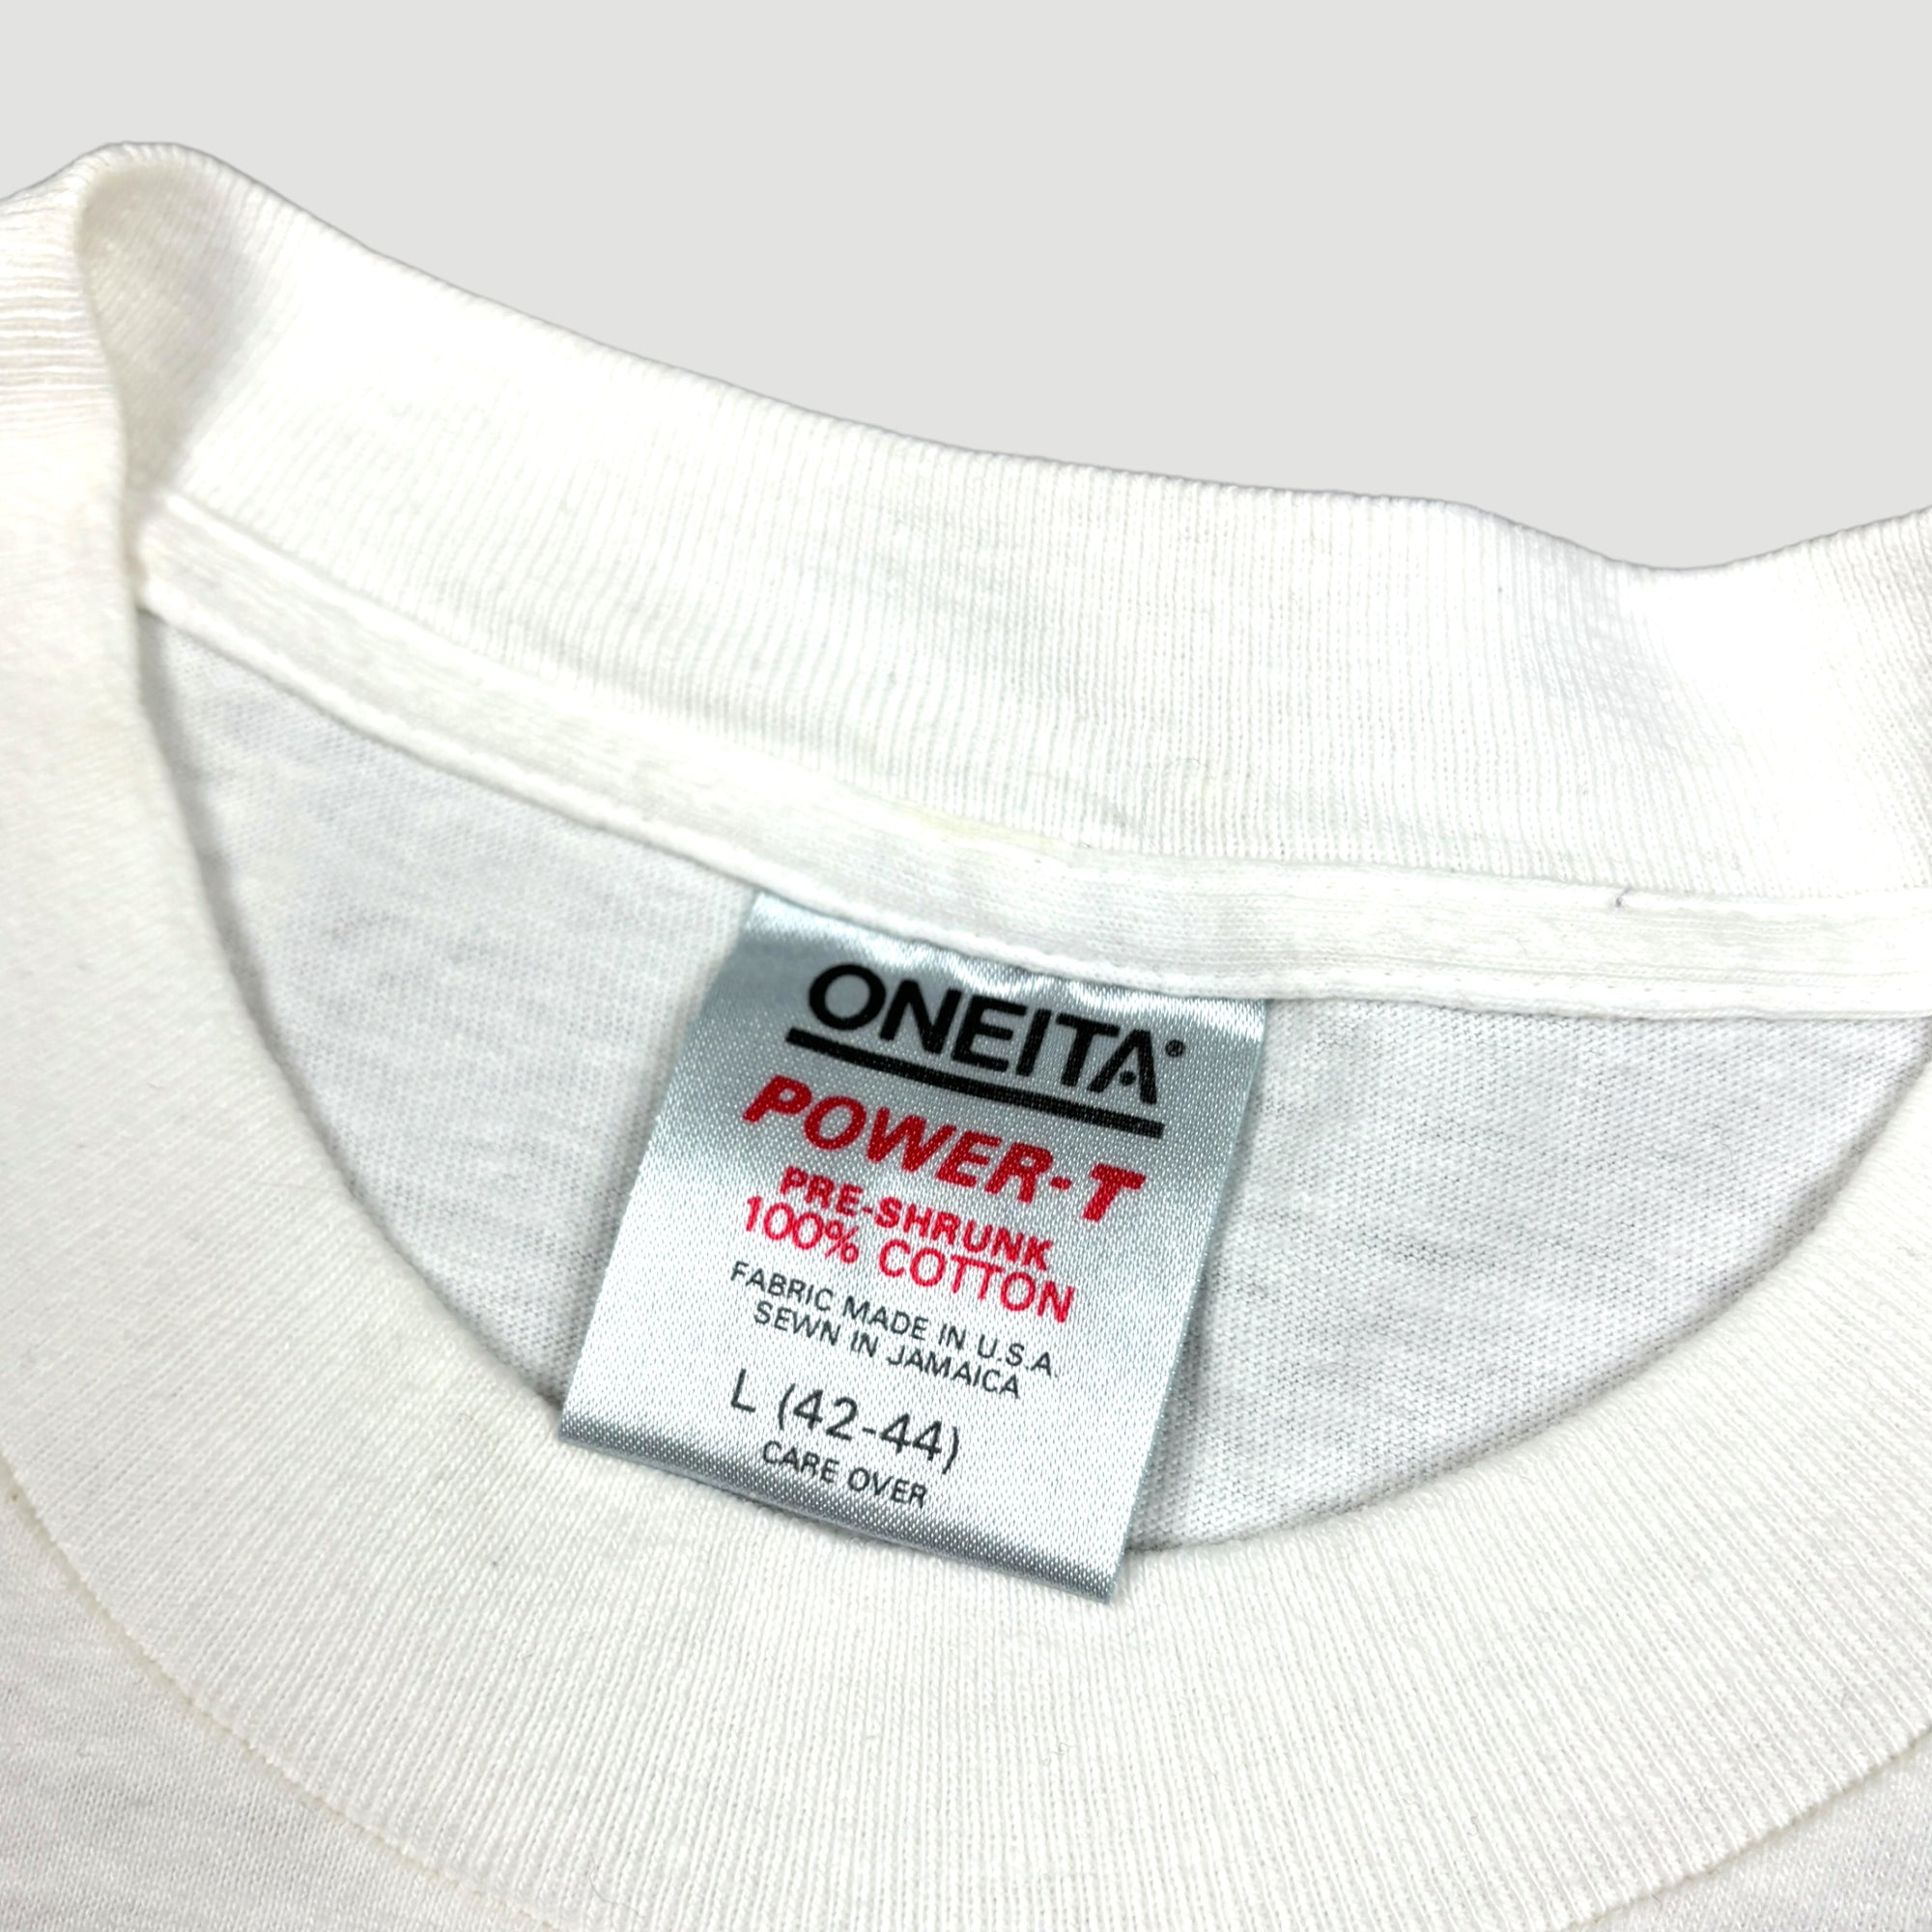 ONEITA®
POWER-T
PRE-SHRUNK
100% COTTON
FABRIC MADE IN U.S.A.
SEWN IN JAMAICA
L (42-44)
CARE OVER